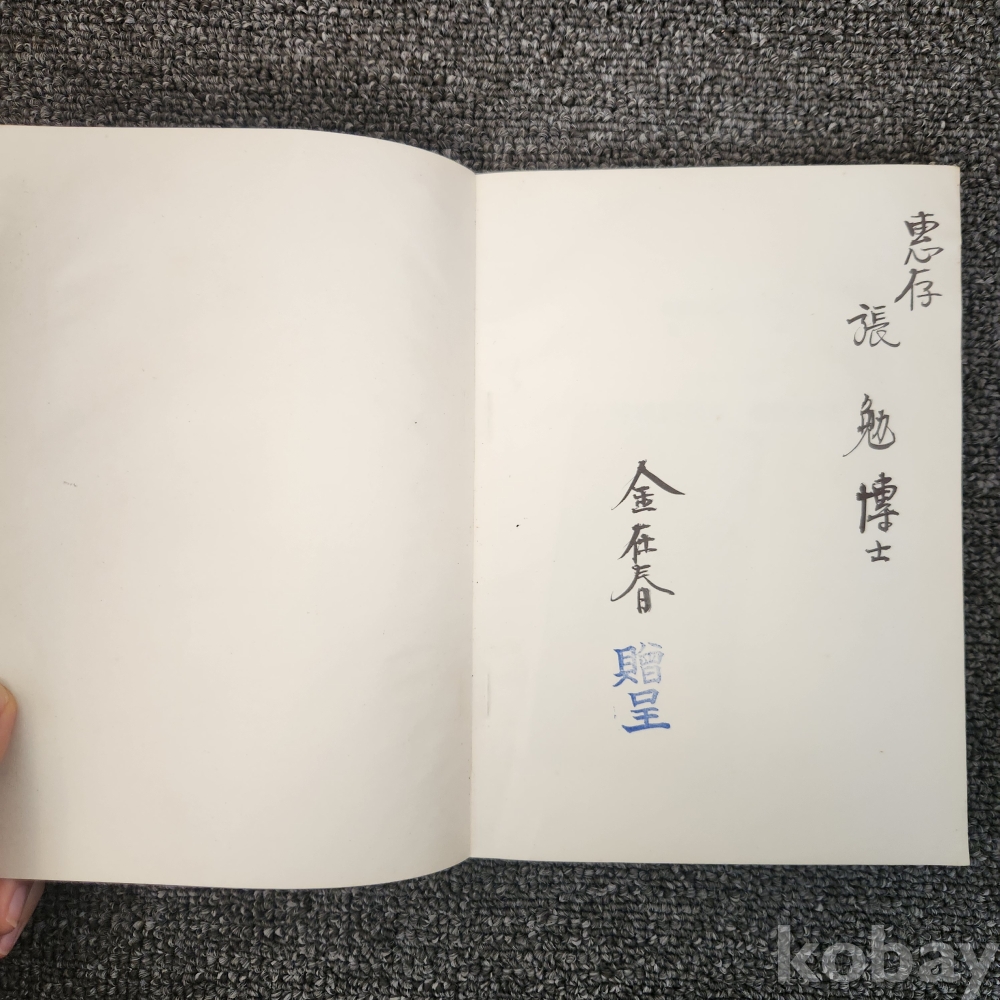 惠存
張 勉 博士
金在春
贈呈
kobay